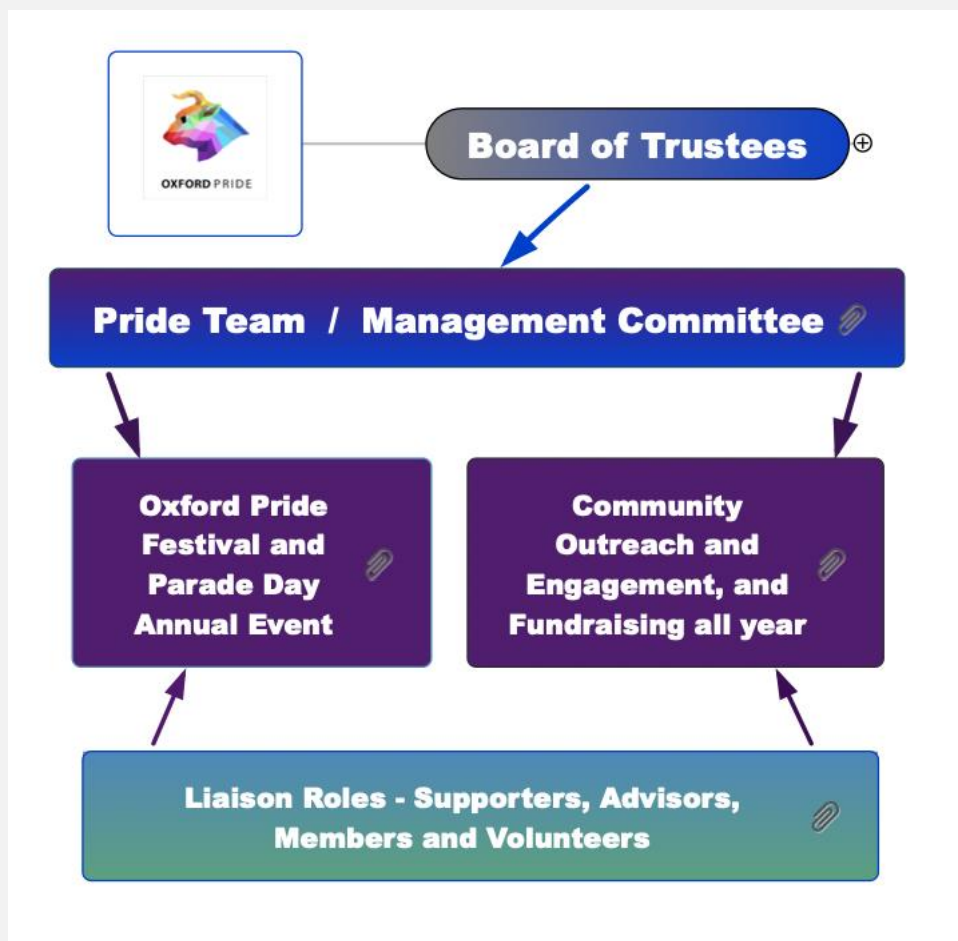 OXFORD PRIDE
Board of Trustees
Pride Team / Management Committee
Oxford Pride
Festival and
Parade Day
Annual Event
Community
Outreach and
Engagement, and
Fundraising all year
Liaison Roles - Supporters, Advisors,
Members and Volunteers